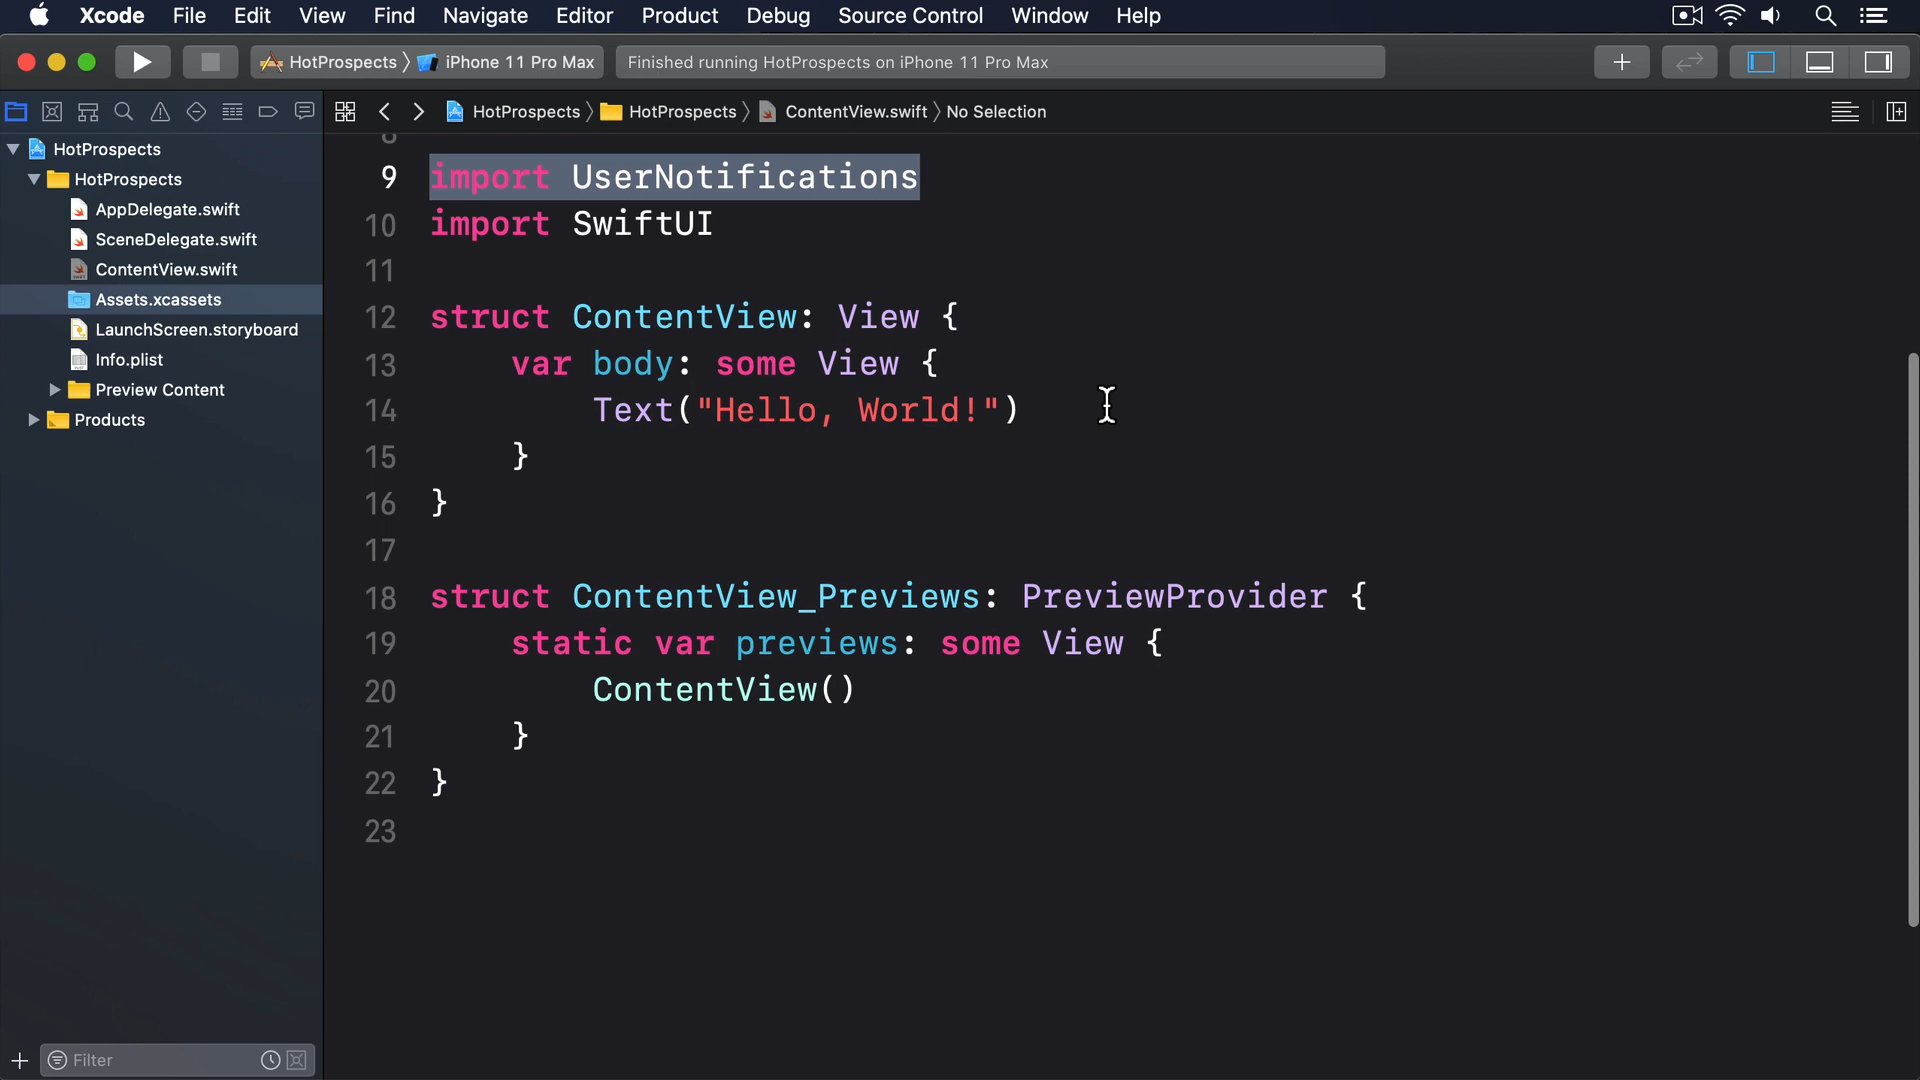 Xcode File Edit View Find Navigate Editor Product Debug Source Control Window Help
HotProspects iPhone 11 Pro Max Finished running HotProspects on iPhone 11 Pro Max
HotProspects HotProspects ContentView.swift No Selection
HotProspects
HotProspects
AppDelegate.swift
SceneDelegate.swift
ContentView.swift
Assets.xcassets
LaunchScreen.storyboard
Info.plist
Preview Content
Products
Filter
8
9 import UserNotifications
10 import SwiftUI
11
12 struct ContentView: View {
13 var body: some View {
14 Text("Hello, World!")
15 }
16 }
17
18 struct ContentView_Previews: PreviewProvider {
19 static var previews: some View {
20 ContentView()
21 }
22 }
23